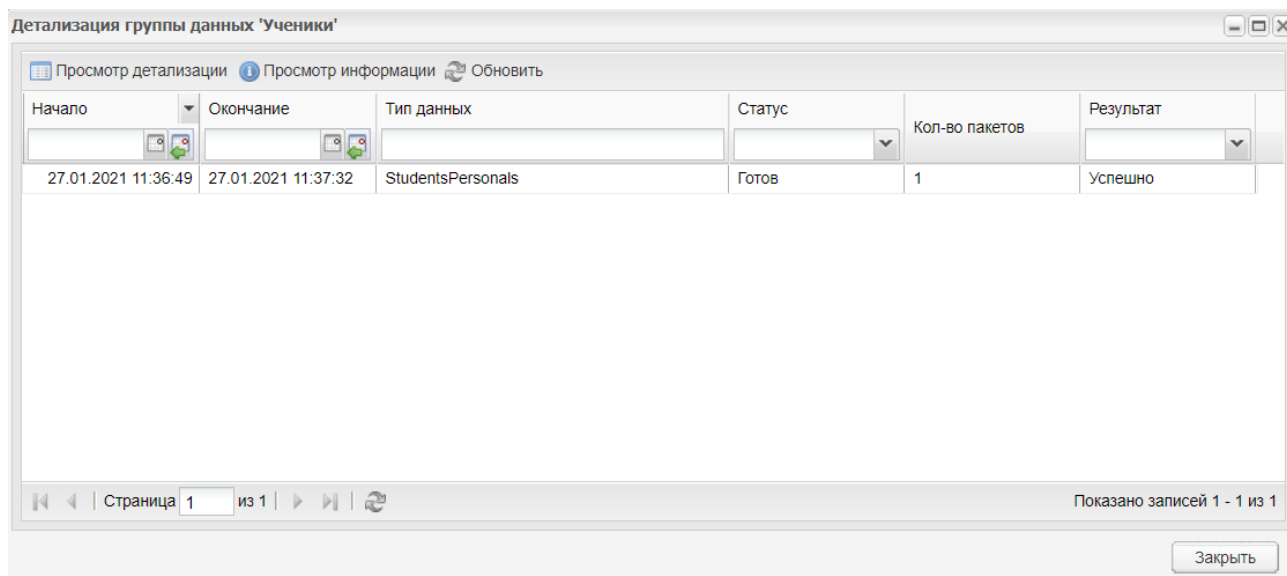 Детализация группы данных 'Ученики'
Просмотр детализации Просмотр информации Обновить
Начало Окончание Тип данных Статус Кол-во пакетов Результат
27.01.2021 11:36:49 27.01.2021 11:37:32 StudentsPersonals Готов 1 Успешно
Страница 1 из 1 Показано записей 1 - 1 из 1
Закрыть